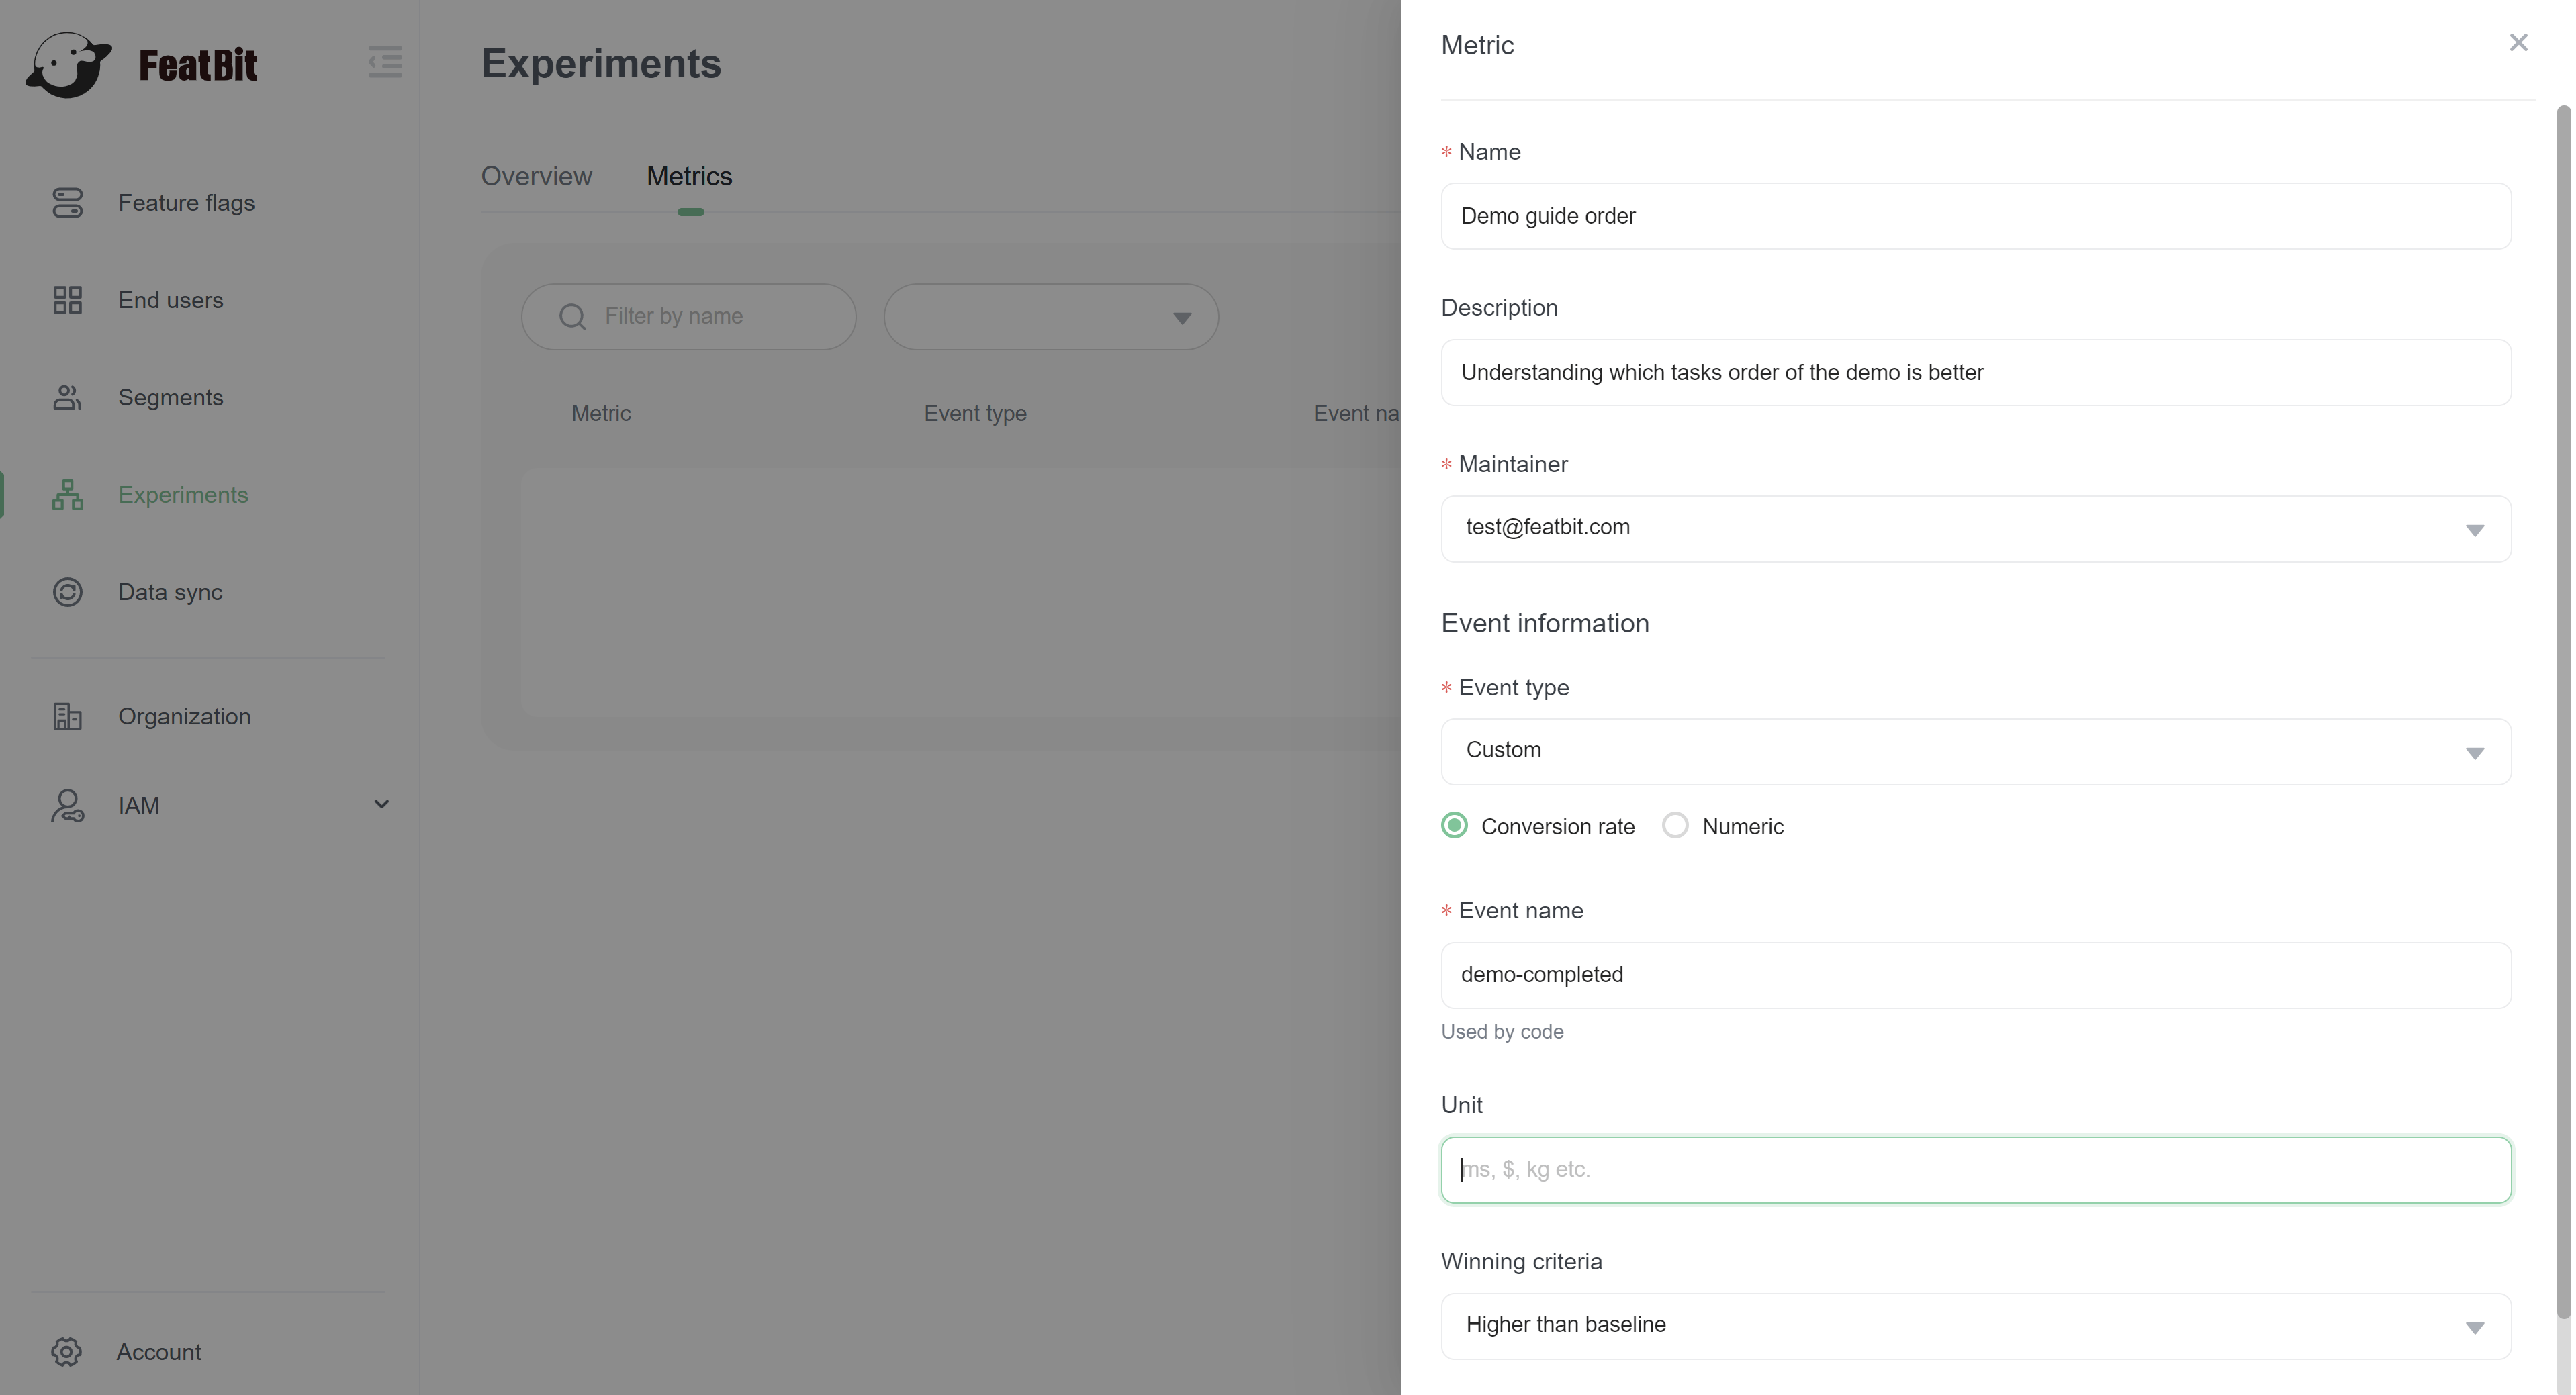 FeatBit
Feature flags
End users
Segments
Experiments
Data sync
Organization
IAM
Account
Experiments
Overview
Metrics
Filter by name
Metric
Event type
Event na
Metric
* Name
Demo guide order
Description
Understanding which tasks order of the demo is better
* Maintainer
test@featbit.com
Event information
* Event type
Custom
Conversion rate
Numeric
* Event name
demo-completed
Used by code
Unit
ms, $, kg etc.
Winning criteria
Higher than baseline